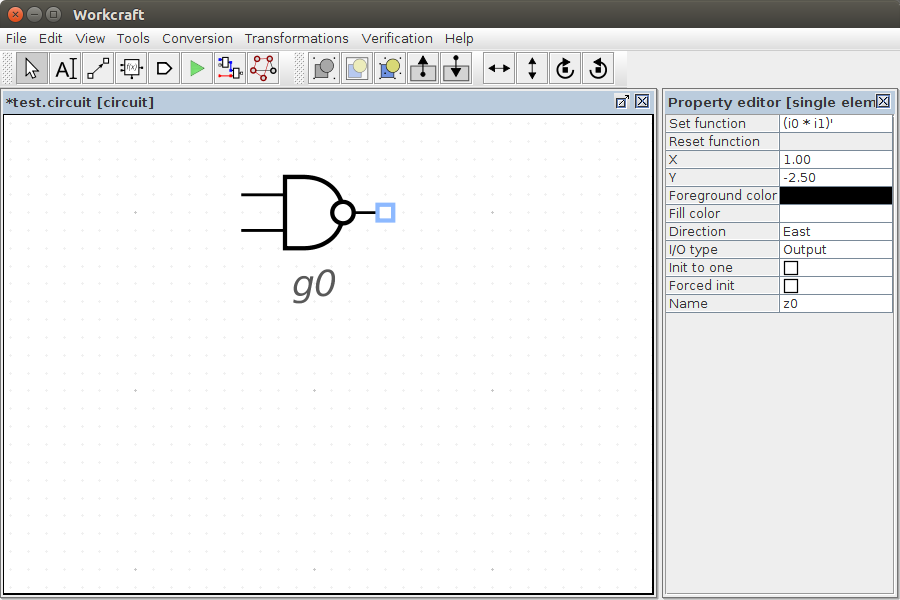 Workcraft
File Edit View Tools Conversion Transformations Verification Help
A f(x)
*test.circuit [circuit]
g0
Property editor [single elem
Set function (i0 * i1)'
Reset function
X 1.00
Y -2.50
Foreground color
Fill color
Direction East
I/O type Output
Init to one
Forced init
Name z0